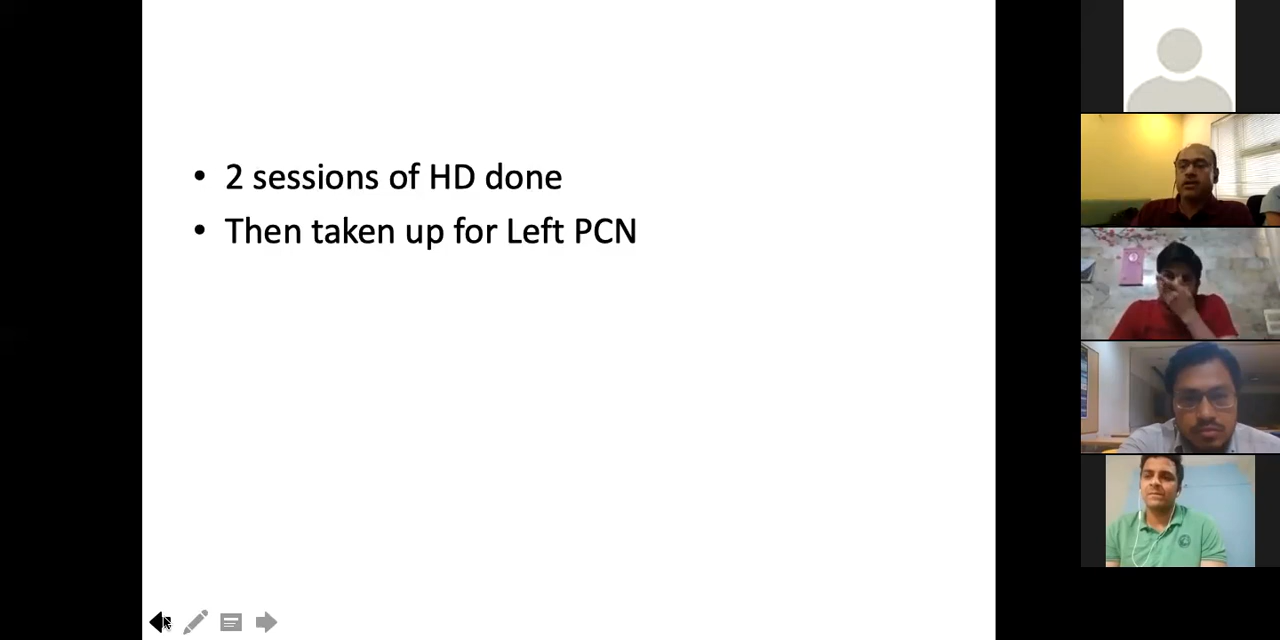 • 2 sessions of HD done
• Then taken up for Left PCN